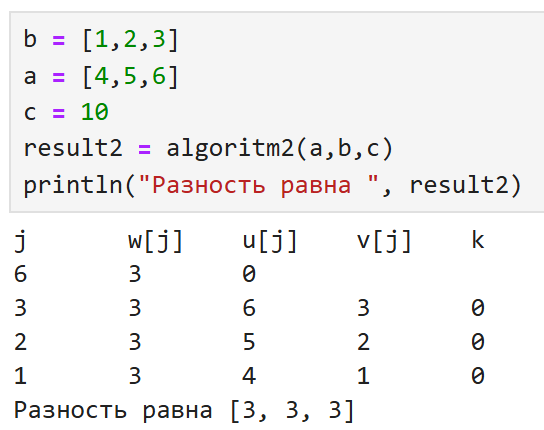 b = [1,2,3]
a = [4,5,6]
c = 10
result2 = algoritm2(a,b,c)
println("Разность равна ", result2)
j w[j] u[j] v[j] k
6 3 0
3 3 6 3 0
2 3 5 2 0
1 3 4 1 0
Разность равна [3, 3, 3]